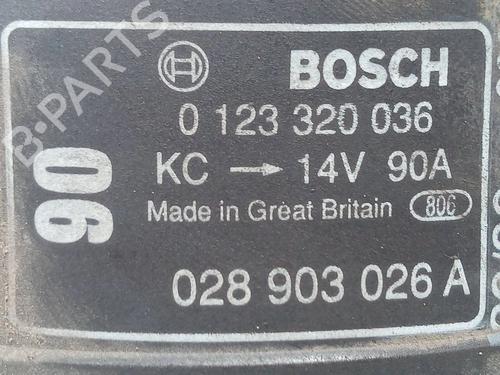 B-PARTS
BOSCH
0 123 320 036
KC → 14V 90A
Made in Great Britain 806
90
028 903 026 A